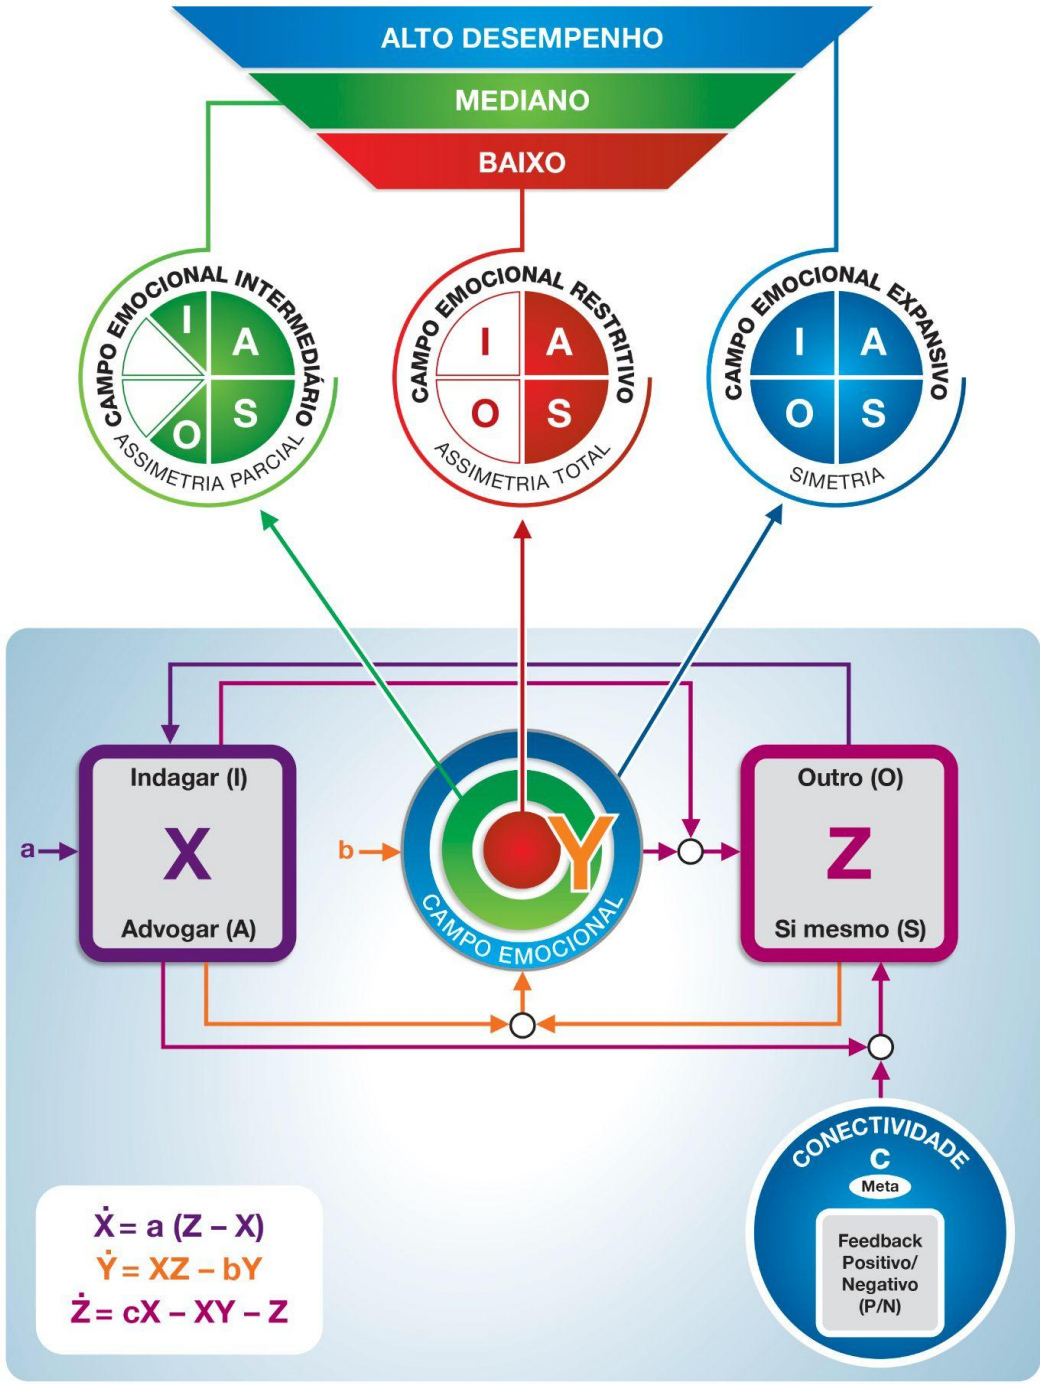 ALTO DESEMPENHO
MEDIANO
BAIXO
CAMPO EMOCIONAL INTERMEDIÁRIO
I A
O S
ASSIMETRIA PARCIAL
CAMPO EMOCIONAL RESTRITIVO
I A
O S
ASSIMETRIA TOTAL
CAMPO EMOCIONAL EXPANSIVO
I A
O S
SIMETRIA
Indagar (I)
a X
Advogar (A)
b Y
CAMPO EMOCIONAL
Outro (O)
Z
Si mesmo (S)
CONECTIVIDADE
C
Meta
Feedback
Positivo/
Negativo
(P/N)
Ẋ = a (Z – X)
Ẏ = XZ – bY
Ż = cX – XY – Z